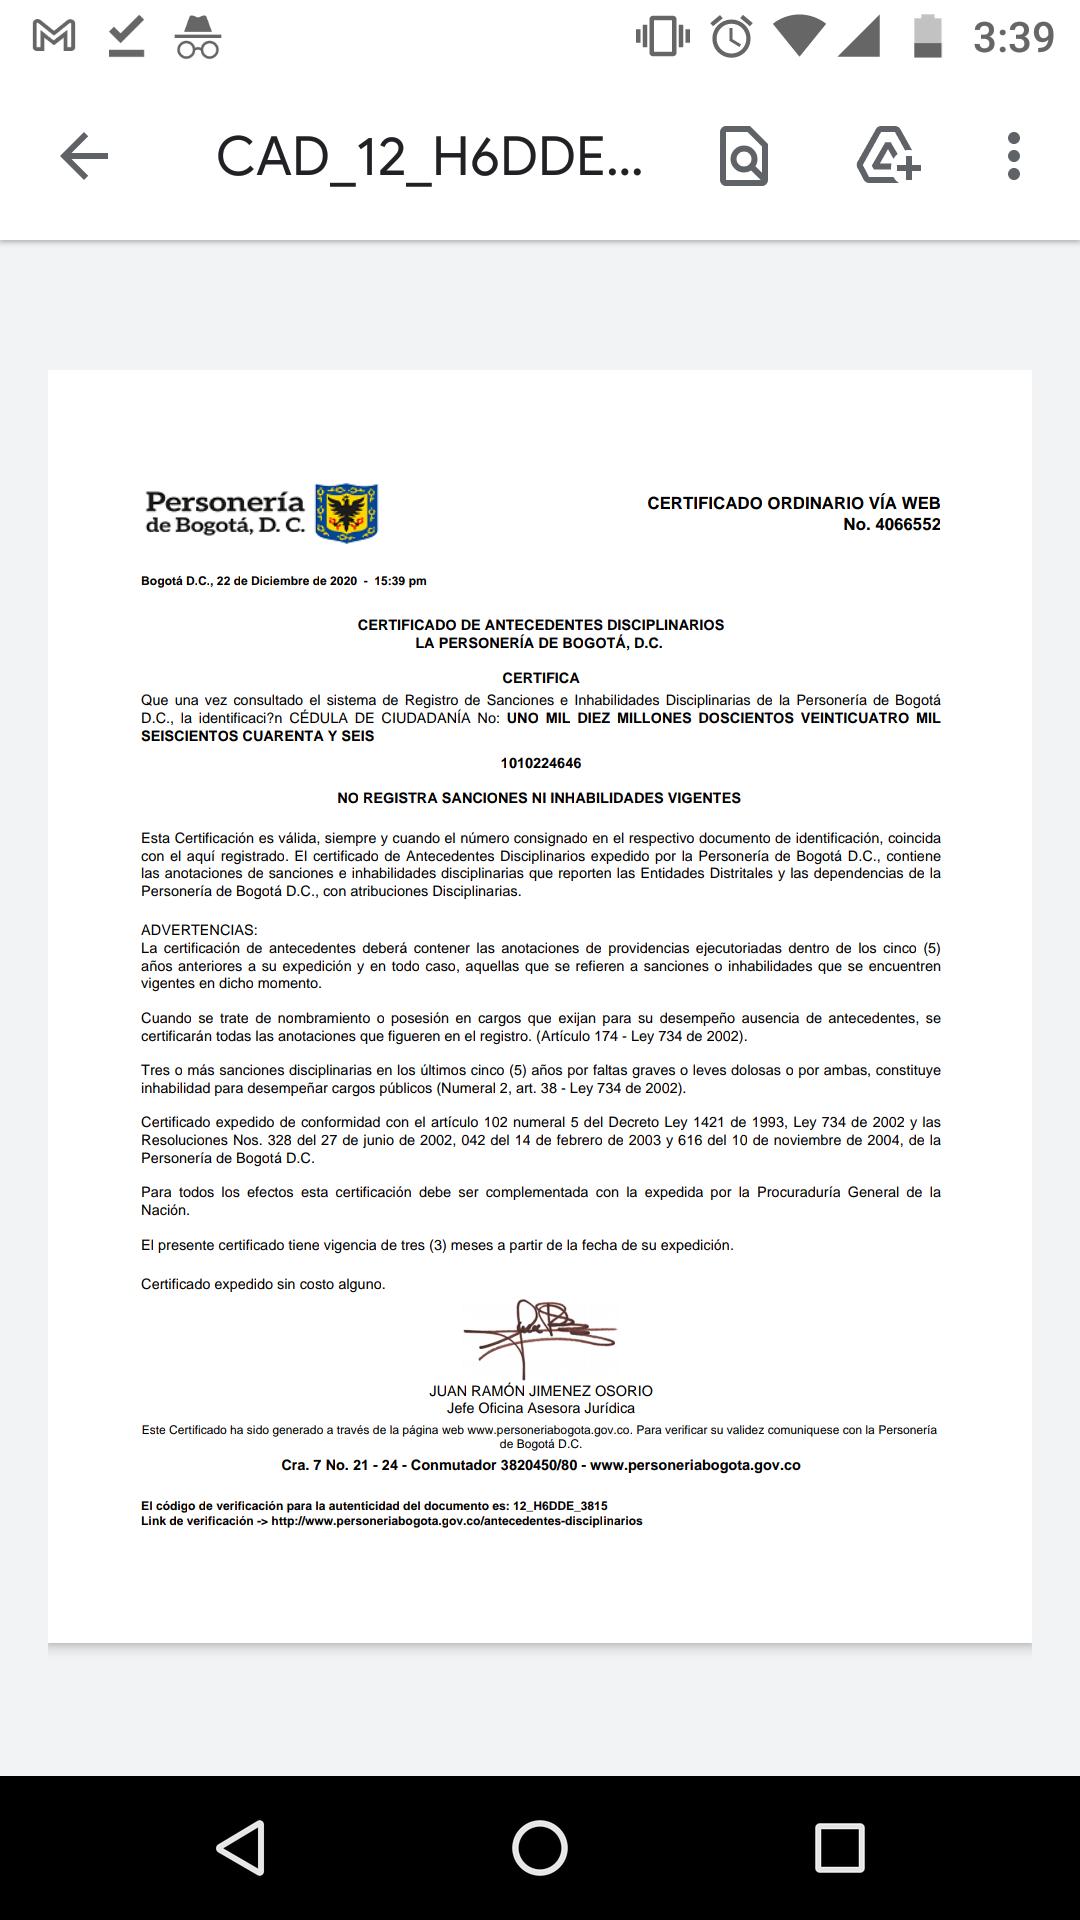 3:39
CAD_12_H6DDE...
Personería
de Bogotá, D. C.
CERTIFICADO ORDINARIO VÍA WEB
No. 4066552
Bogotá D.C., 22 de Diciembre de 2020 - 15:39 pm
CERTIFICADO DE ANTECEDENTES DISCIPLINARIOS
LA PERSONERÍA DE BOGOTÁ, D.C.
CERTIFICA
Que una vez consultado el sistema de Registro de Sanciones e Inhabilidades Disciplinarias de la Personería de Bogotá
D.C., la identificaci?n CÉDULA DE CIUDADANÍA No: UNO MIL DIEZ MILLONES DOSCIENTOS VEINTICUATRO MIL
SEISCIENTOS CUARENTA Y SEIS
1010224646
NO REGISTRA SANCIONES NI INHABILIDADES VIGENTES
Esta Certificación es válida, siempre y cuando el número consignado en el respectivo documento de identificación, coincida
con el aquí registrado. El certificado de Antecedentes Disciplinarios expedido por la Personería de Bogotá D.C., contiene
las anotaciones de sanciones e inhabilidades disciplinarias que reporten las Entidades Distritales y las dependencias de la
Personería de Bogotá D.C., con atribuciones Disciplinarias.
ADVERTENCIAS:
La certificación de antecedentes deberá contener las anotaciones de providencias ejecutoriadas dentro de los cinco (5)
años anteriores a su expedición y en todo caso, aquellas que se refieren a sanciones o inhabilidades que se encuentren
vigentes en dicho momento.
Cuando se trate de nombramiento o posesión en cargos que exijan para su desempeño ausencia de antecedentes, se
certificarán todas las anotaciones que figueren en el registro. (Artículo 174 - Ley 734 de 2002).
Tres o más sanciones disciplinarias en los últimos cinco (5) años por faltas graves o leves dolosas o por ambas, constituye
inhabilidad para desempeñar cargos públicos (Numeral 2, art. 38 - Ley 734 de 2002).
Certificado expedido de conformidad con el artículo 102 numeral 5 del Decreto Ley 1421 de 1993, Ley 734 de 2002 y las
Resoluciones Nos. 328 del 27 de junio de 2002, 042 del 14 de febrero de 2003 y 616 del 10 de noviembre de 2004, de la
Personería de Bogotá D.C.
Para todos los efectos esta certificación debe ser complementada con la expedida por la Procuraduría General de la
Nación.
El presente certificado tiene vigencia de tres (3) meses a partir de la fecha de su expedición.
Certificado expedido sin costo alguno.
JUAN RAMÓN JIMENEZ OSORIO
Jefe Oficina Asesora Jurídica
Este Certificado ha sido generado a través de la página web www.personeriabogota.gov.co. Para verificar su validez comuniquese con la Personería
de Bogotá D.C.
Cra. 7 No. 21 - 24 - Conmutador 3820450/80 - www.personeriabogota.gov.co
El código de verificación para la autenticidad del documento es: 12_H6DDE_3815
Link de verificación -> http://www.personeriabogota.gov.co/antecedentes-disciplinarios